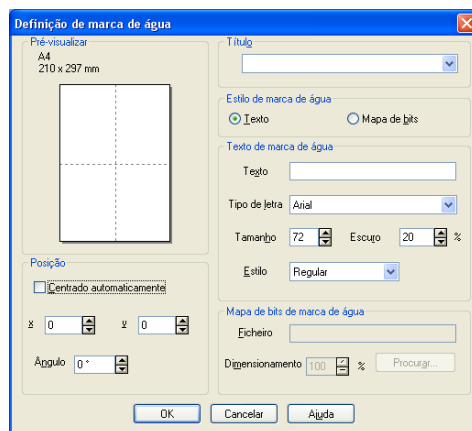 Definição de marca de água
Pré-visualizar
A4
210 x 297 mm
Posição
Centrado automaticamente
x 0 y 0
Ângulo 0 °
Título
Estilo de marca de água
Texto Mapa de bits
Texto de marca de água
Texto
Tipo de letra Arial
Tamanho 72 Escuro 20 %
Estilo Regular
Mapa de bits de marca de água
Ficheiro
Dimensionamento 100 % Procurar...
OK Cancelar Ajuda